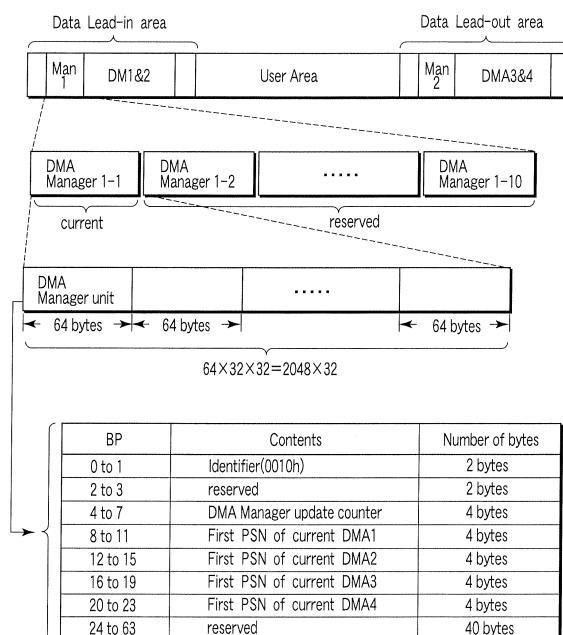 Data Lead-in area
Data Lead-out area
Man 1
DM1&2
User Area
Man 2
DMA3&4
DMA Manager 1-1
DMA Manager 1-2
.....
DMA Manager 1-10
current
reserved
DMA Manager unit
.....
64 bytes
64 bytes
64 bytes
64×32×32=2048×32
BP Contents Number of bytes
0 to 1 Identifier(0010h) 2 bytes
2 to 3 reserved 2 bytes
4 to 7 DMA Manager update counter 4 bytes
8 to 11 First PSN of current DMA1 4 bytes
12 to 15 First PSN of current DMA2 4 bytes
16 to 19 First PSN of current DMA3 4 bytes
20 to 23 First PSN of current DMA4 4 bytes
24 to 63 reserved 40 bytes